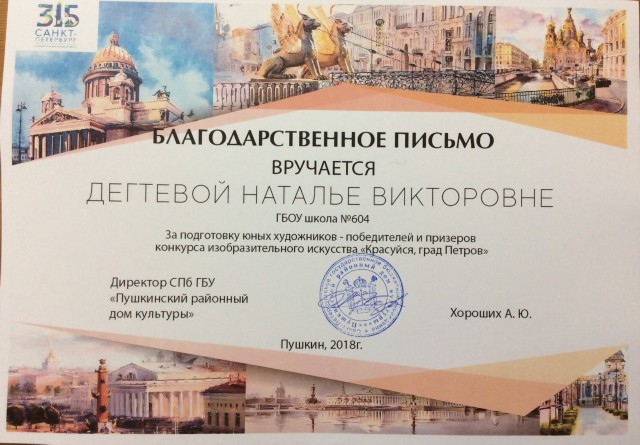 315
САНКТ-
ПЕТЕРБУРГ
БЛАГОДАРСТВЕННОЕ ПИСЬМО
ВРУЧАЕТСЯ
ДЕГТЕВОЙ НАТАЛЬЕ ВИКТОРОВНЕ
ГБОУ школа №604
За подготовку юных художников - победителей и призеров
конкурса изобразительного искусства «Красуйся, град Петров»
Директор СПб ГБУ
«Пушкинский районный
дом культуры»
Хороших А. Ю.
Пушкин, 2018г.